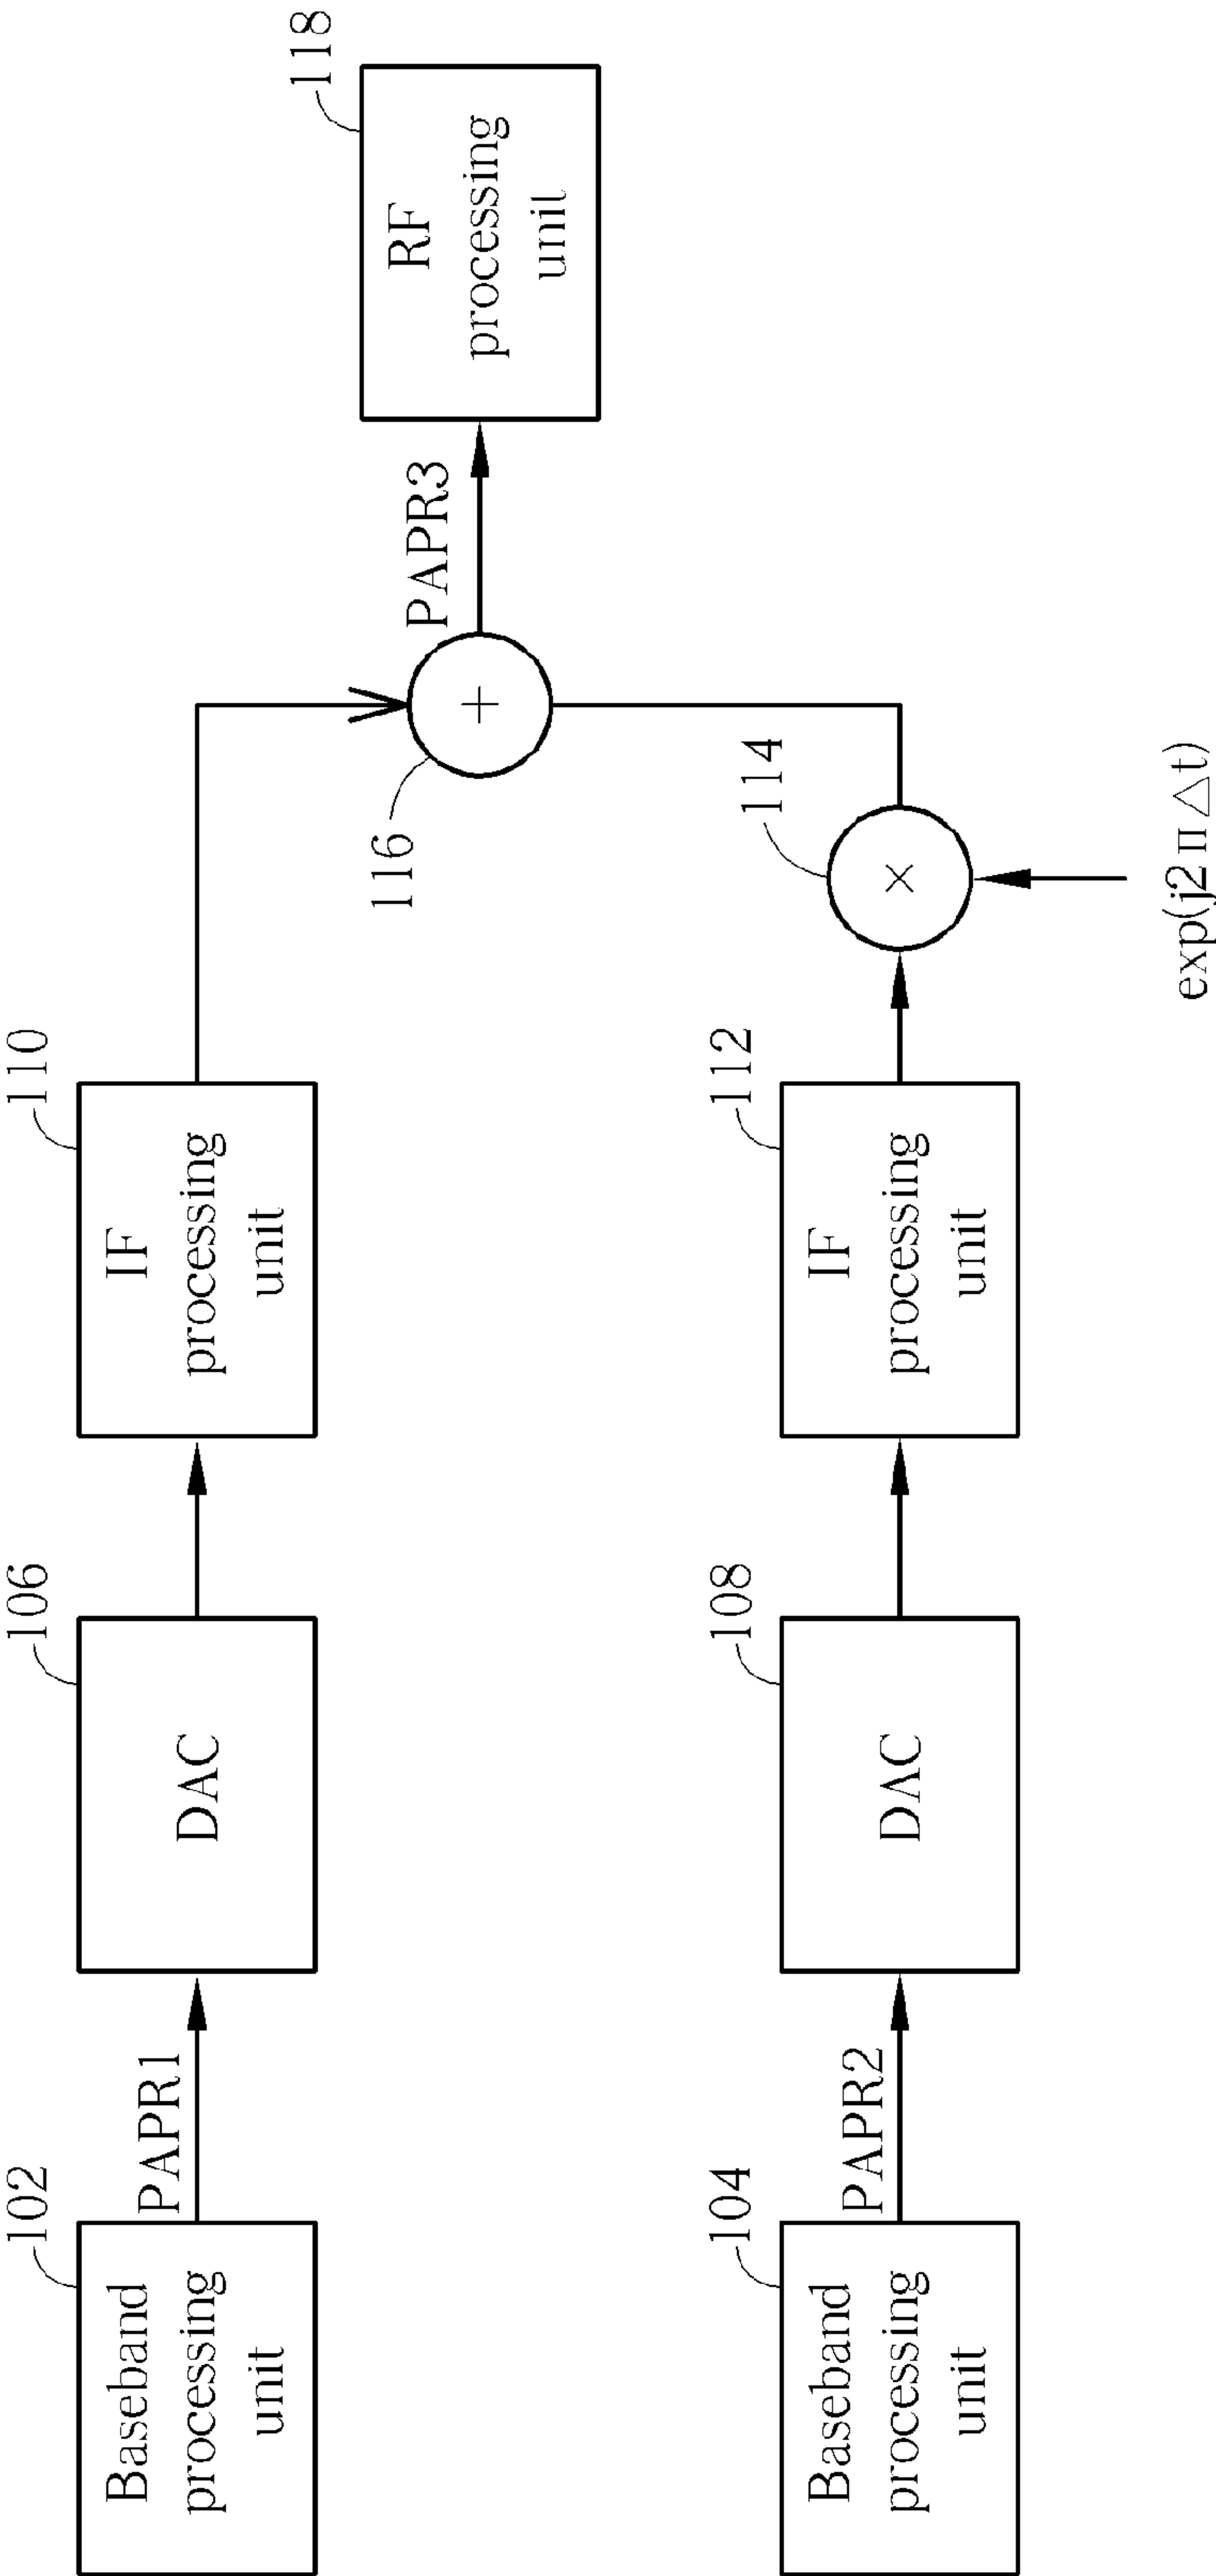 102
Baseband
processing
unit
PAPR1
106
DAC
110
IF
processing
unit
116
+
PAPR3
118
RF
processing
unit
104
Baseband
processing
unit
PAPR2
108
DAC
112
IF
processing
unit
114
×
exp(j2π△t)